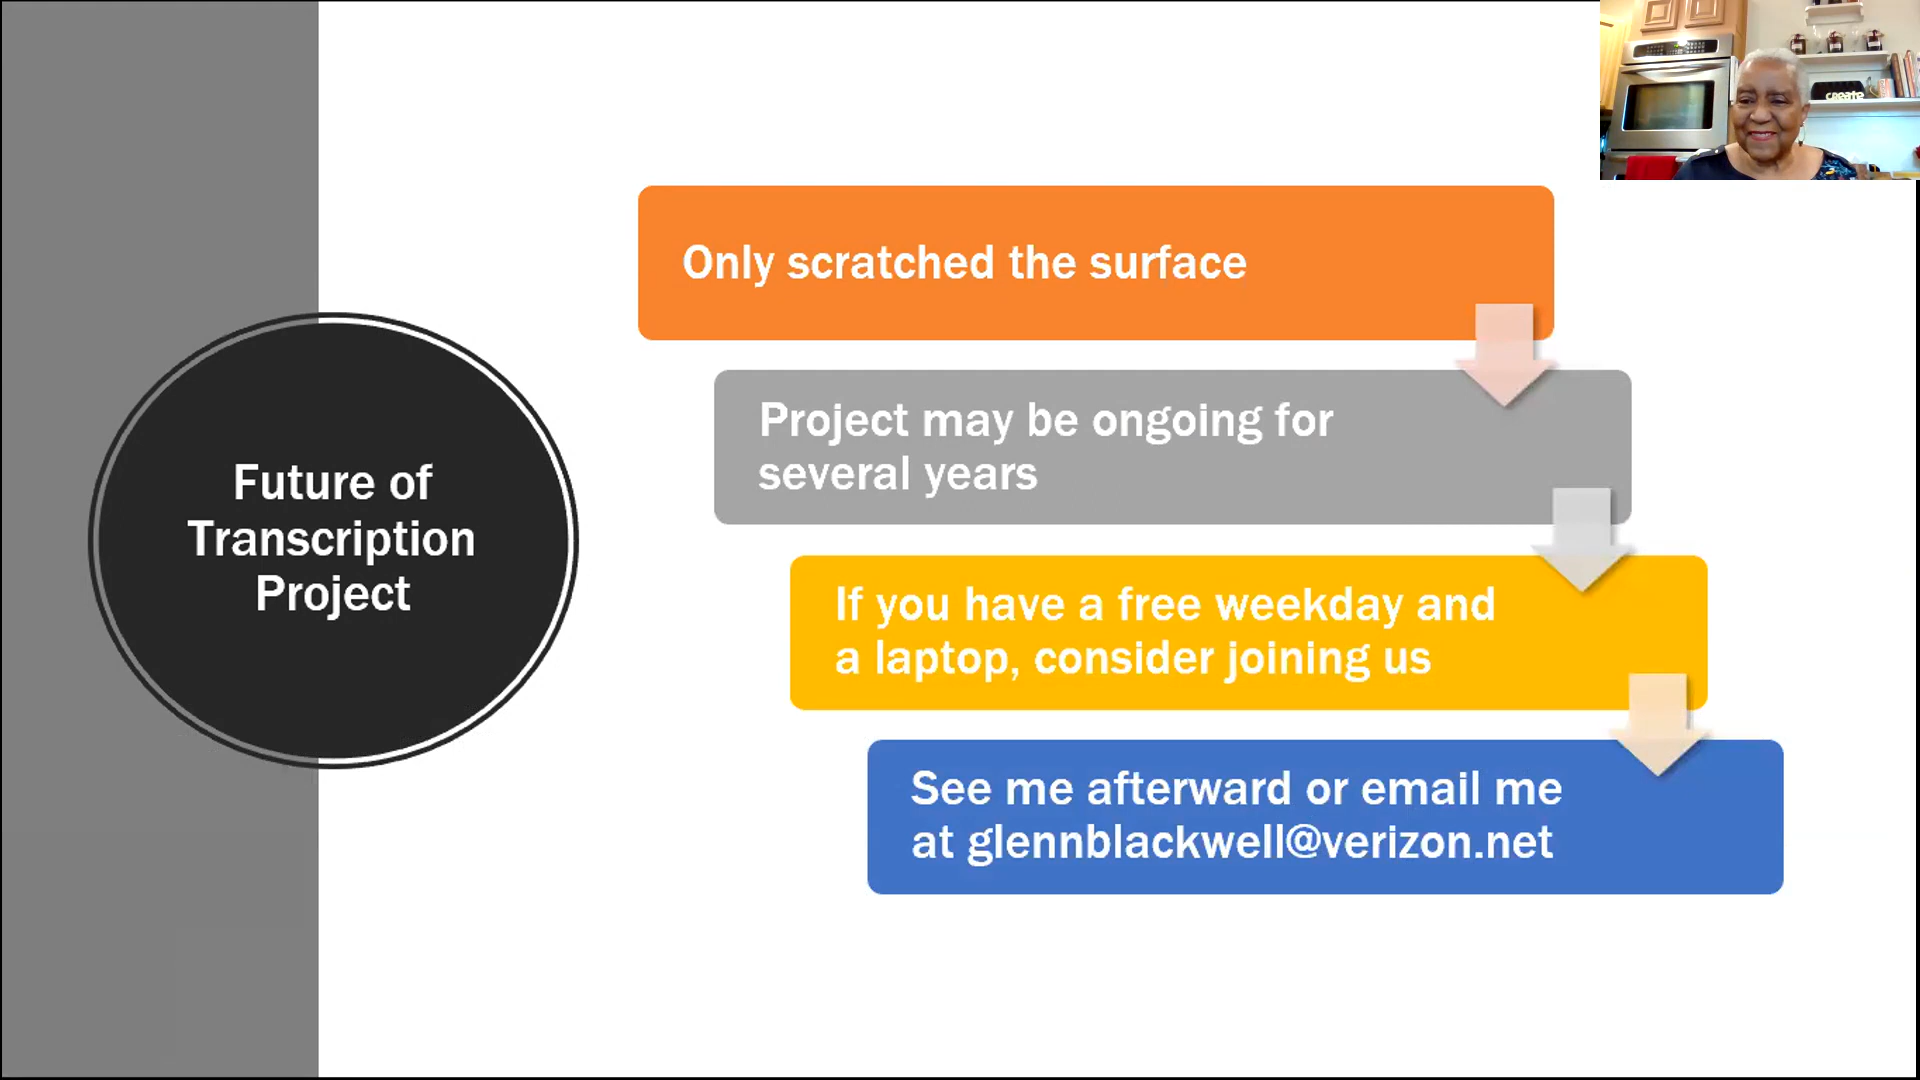 Future of
Transcription
Project
Only scratched the surface
Project may be ongoing for
several years
If you have a free weekday and
a laptop, consider joining us
See me afterward or email me
at glennblackwell@verizon.net
create